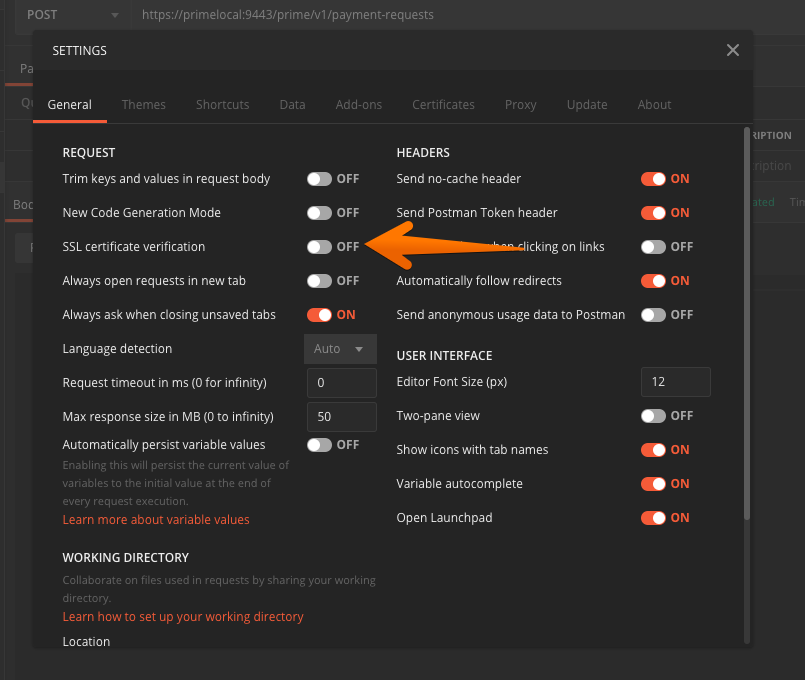 POST https://primelocal:9443/prime/v1/payment-requests
SETTINGS
Pa
General Themes Shortcuts Data Add-ons Certificates Proxy Update About
Qu
RIPTION
REQUEST
Trim keys and values in request body OFF
New Code Generation Mode OFF
SSL certificate verification OFF
Always open requests in new tab OFF
Always ask when closing unsaved tabs ON
Language detection Auto
Request timeout in ms (0 for infinity) 0
Max response size in MB (0 to infinity) 50
Automatically persist variable values OFF
Enabling this will persist the current value of
variables to the initial value at the end of
every request execution.
Learn more about variable values
WORKING DIRECTORY
Collaborate on files used in requests by sharing your working
directory.
Learn how to set up your working directory
Location
HEADERS
Send no-cache header ON
Send Postman Token header ON
when clicking on links OFF
Automatically follow redirects ON
Send anonymous usage data to Postman OFF
USER INTERFACE
Editor Font Size (px) 12
Two-pane view OFF
Show icons with tab names ON
Variable autocomplete ON
Open Launchpad ON
ription
Boo
ated Tim